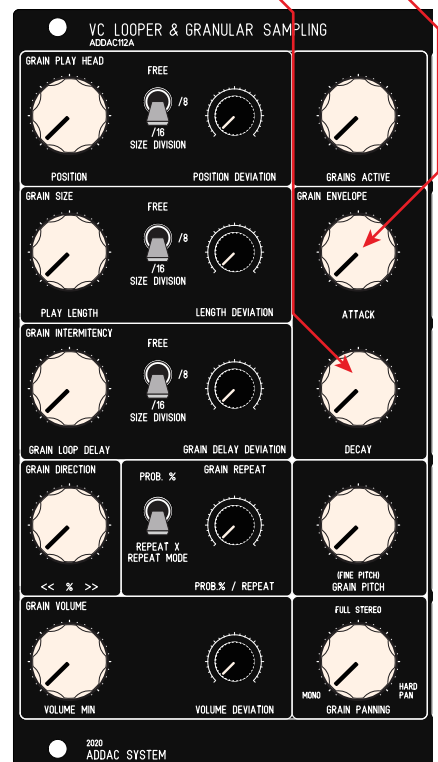 VC LOOPER & GRANULAR SAMPLING
ADDAC112A
GRAIN PLAY HEAD
FREE
/8
/16
SIZE DIVISION
POSITION
POSITION DEVIATION
GRAINS ACTIVE
GRAIN SIZE
FREE
/8
/16
SIZE DIVISION
PLAY LENGTH
LENGTH DEVIATION
GRAIN ENVELOPE
ATTACK
GRAIN INTERMITENCY
FREE
/8
/16
SIZE DIVISION
GRAIN LOOP DELAY
GRAIN DELAY DEVIATION
DECAY
GRAIN DIRECTION
<< % >>
PROB. %
GRAIN REPEAT
REPEAT X
REPEAT MODE
PROB.% / REPEAT
(FINE PITCH)
GRAIN PITCH
GRAIN VOLUME
VOLUME MIN
VOLUME DEVIATION
FULL STEREO
MONO
HARD
PAN
GRAIN PANNING
2020
ADDAC SYSTEM